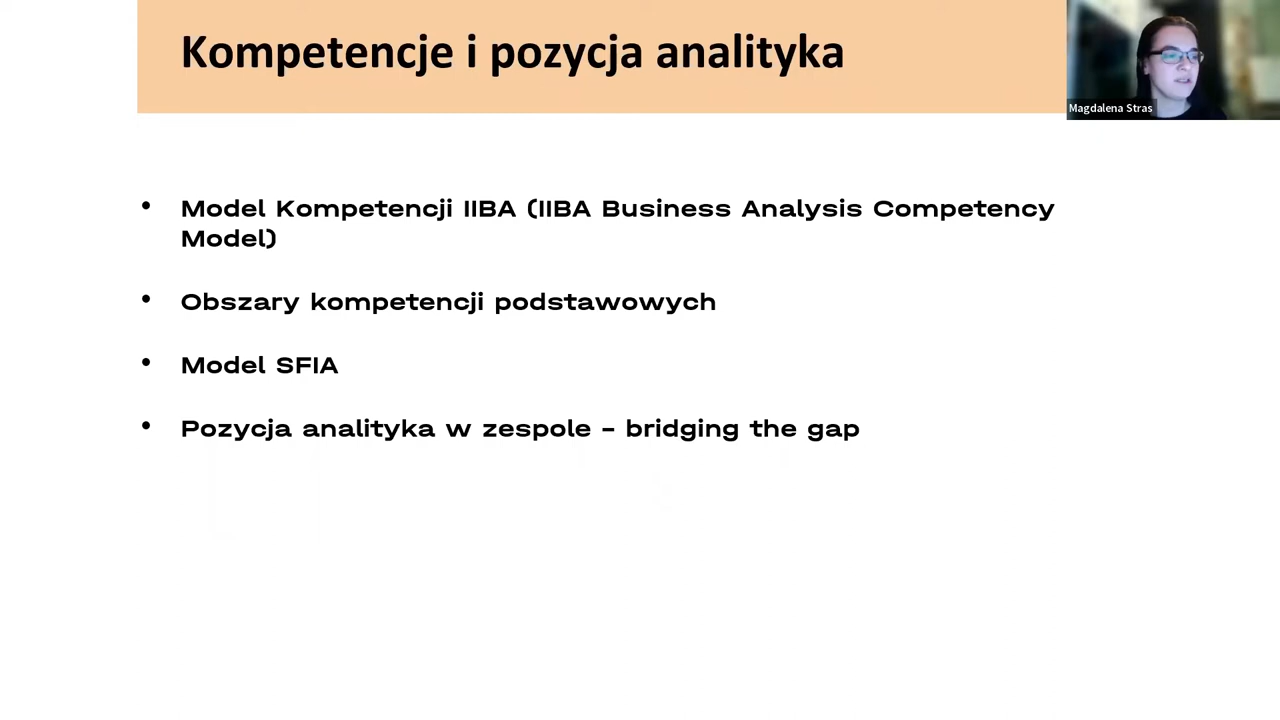 Kompetencje i pozycja analityka
Magdalena Stras
• Model Kompetencji IIBA (IIBA Business Analysis Competency
Model)
• Obszary kompetencji podstawowych
• Model SFIA
• Pozycja analityka w zespole – bridging the gap